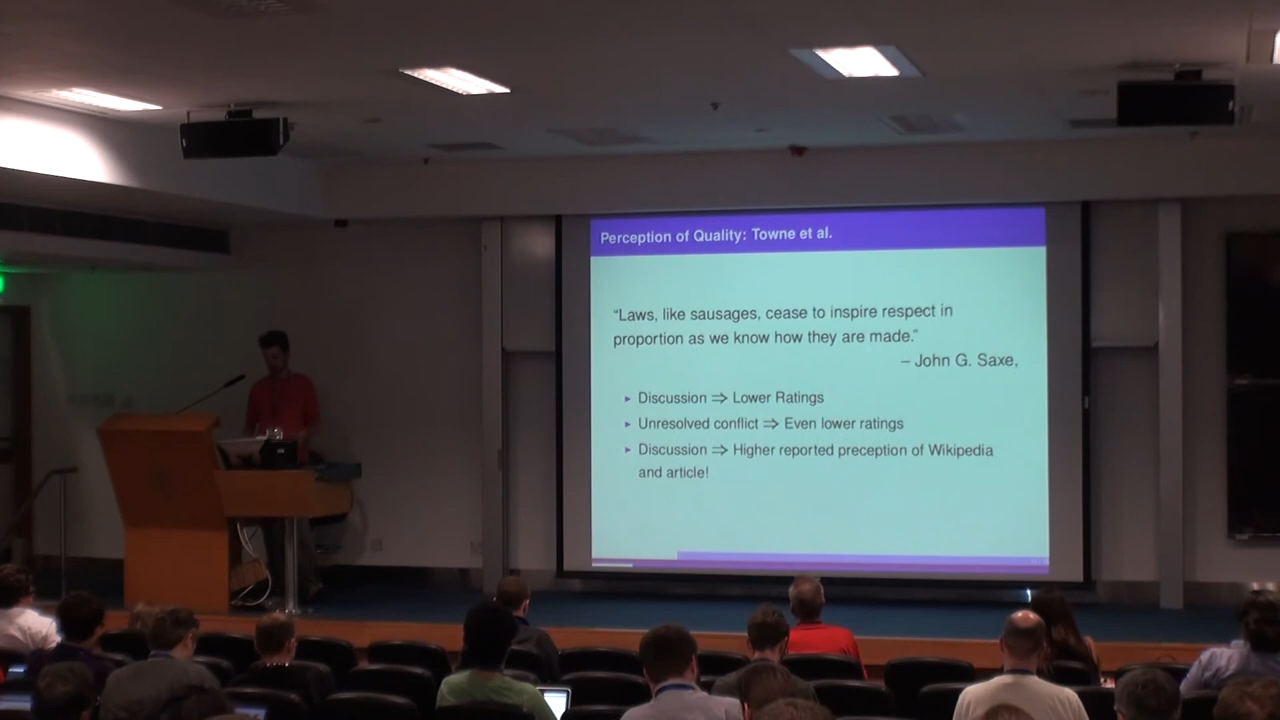 Perception of Quality: Towne et al.
“Laws, like sausages, cease to inspire respect in
proportion as we know how they are made.”
– John G. Saxe,
▸ Discussion ⇒ Lower Ratings
▸ Unresolved conflict ⇒ Even lower ratings
▸ Discussion ⇒ Higher reported preception of Wikipedia
and article!